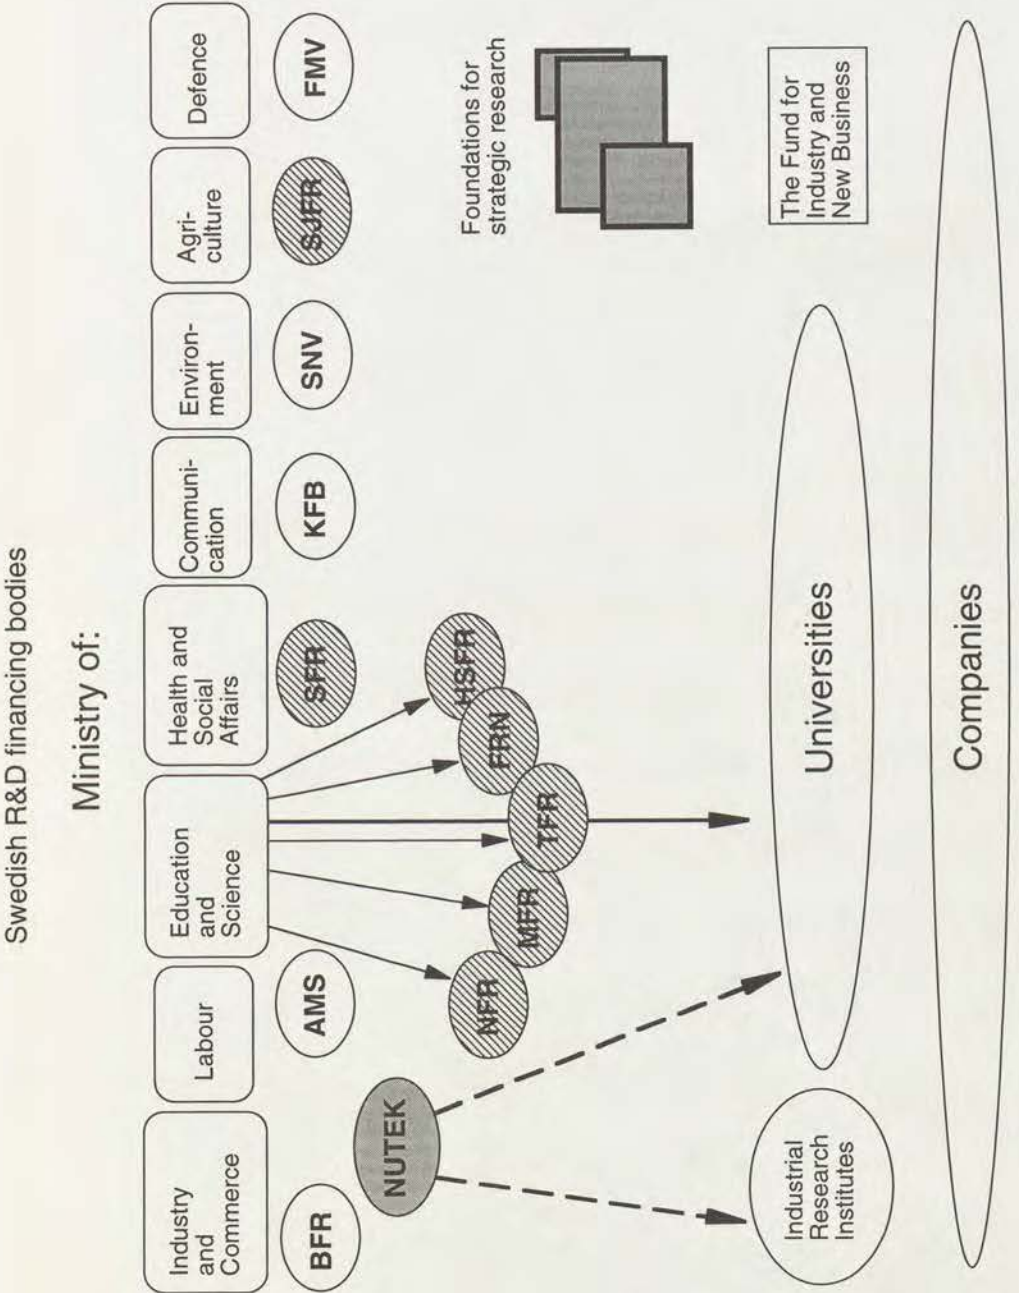 Swedish R&D financing bodies
Ministry of:
Industry
and
Commerce
Labour
Education
and
Science
Health and
Social
Affairs
Communi-
cation
Environ-
ment
Agri-
culture
Defence
BFR
NUTEK
AMS
SFR
KFB
SNV
SJFR
FMV
NFR
MFR
TFR
FRN
HSFR
Foundations for
strategic research
Industrial
Research
Institutes
Universities
The Fund for
Industry and
New Business
Companies